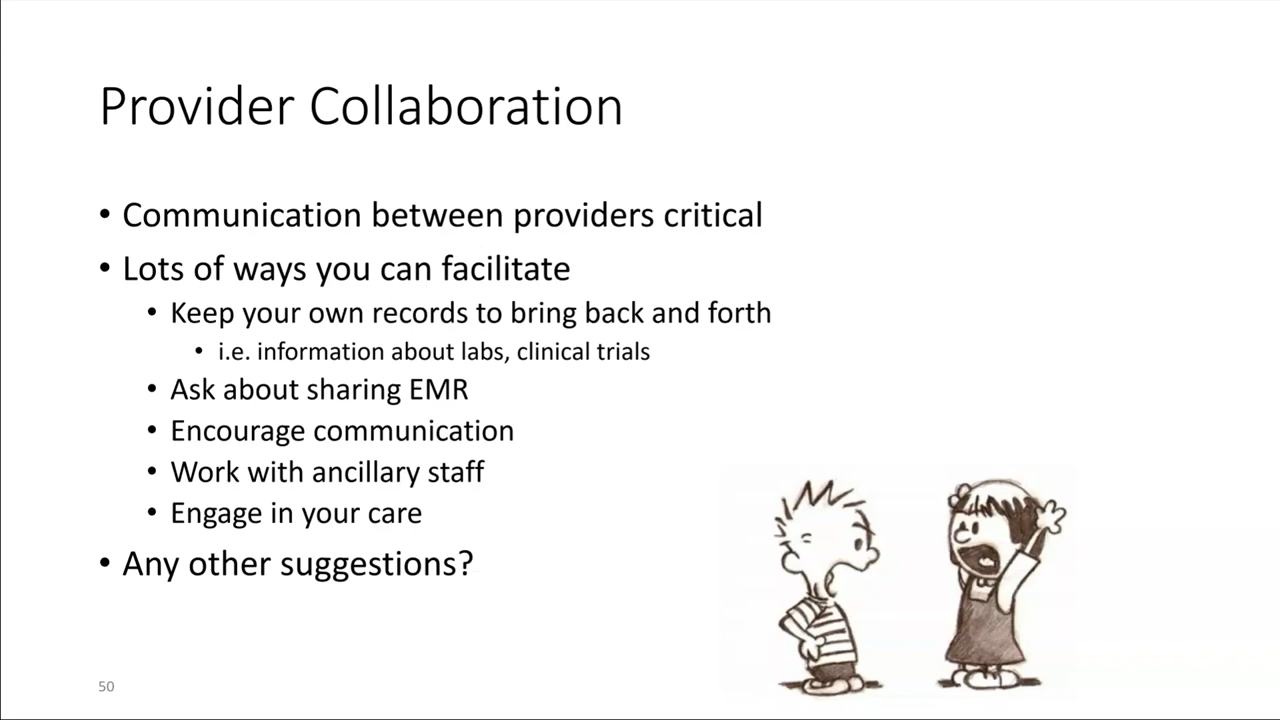 Provider Collaboration
• Communication between providers critical
• Lots of ways you can facilitate
• Keep your own records to bring back and forth
• i.e. information about labs, clinical trials
• Ask about sharing EMR
• Encourage communication
• Work with ancillary staff
• Engage in your care
• Any other suggestions?
50